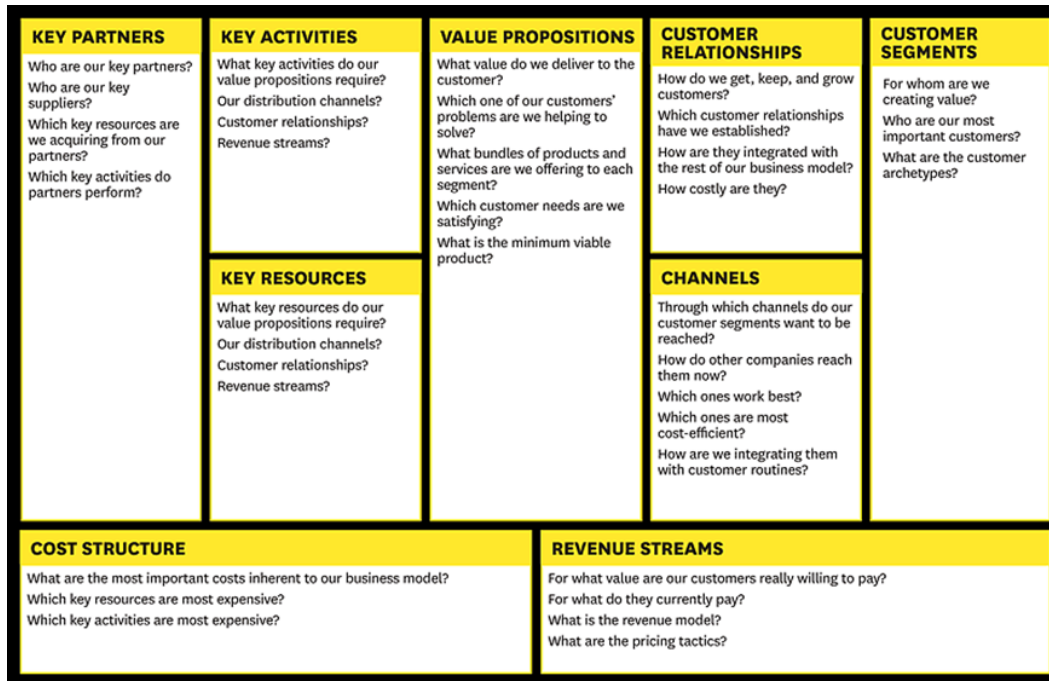 KEY PARTNERS
Who are our key partners?
Who are our key
suppliers?
Which key resources are
we acquiring from our
partners?
Which key activities do
partners perform?
KEY ACTIVITIES
What key activities do our
value propositions require?
Our distribution channels?
Customer relationships?
Revenue streams?
KEY RESOURCES
What key resources do our
value propositions require?
Our distribution channels?
Customer relationships?
Revenue streams?
VALUE PROPOSITIONS
What value do we deliver to the
customer?
Which one of our customers’
problems are we helping to
solve?
What bundles of products and
services are we offering to each
segment?
Which customer needs are we
satisfying?
What is the minimum viable
product?
CUSTOMER
RELATIONSHIPS
How do we get, keep, and grow
customers?
Which customer relationships
have we established?
How are they integrated with
the rest of our business model?
How costly are they?
CHANNELS
Through which channels do our
customer segments want to be
reached?
How do other companies reach
them now?
Which ones work best?
Which ones are most
cost-efficient?
How are we integrating them
with customer routines?
CUSTOMER
SEGMENTS
For whom are we
creating value?
Who are our most
important customers?
What are the customer
archetypes?
COST STRUCTURE
What are the most important costs inherent to our business model?
Which key resources are most expensive?
Which key activities are most expensive?
REVENUE STREAMS
For what value are our customers really willing to pay?
For what do they currently pay?
What is the revenue model?
What are the pricing tactics?